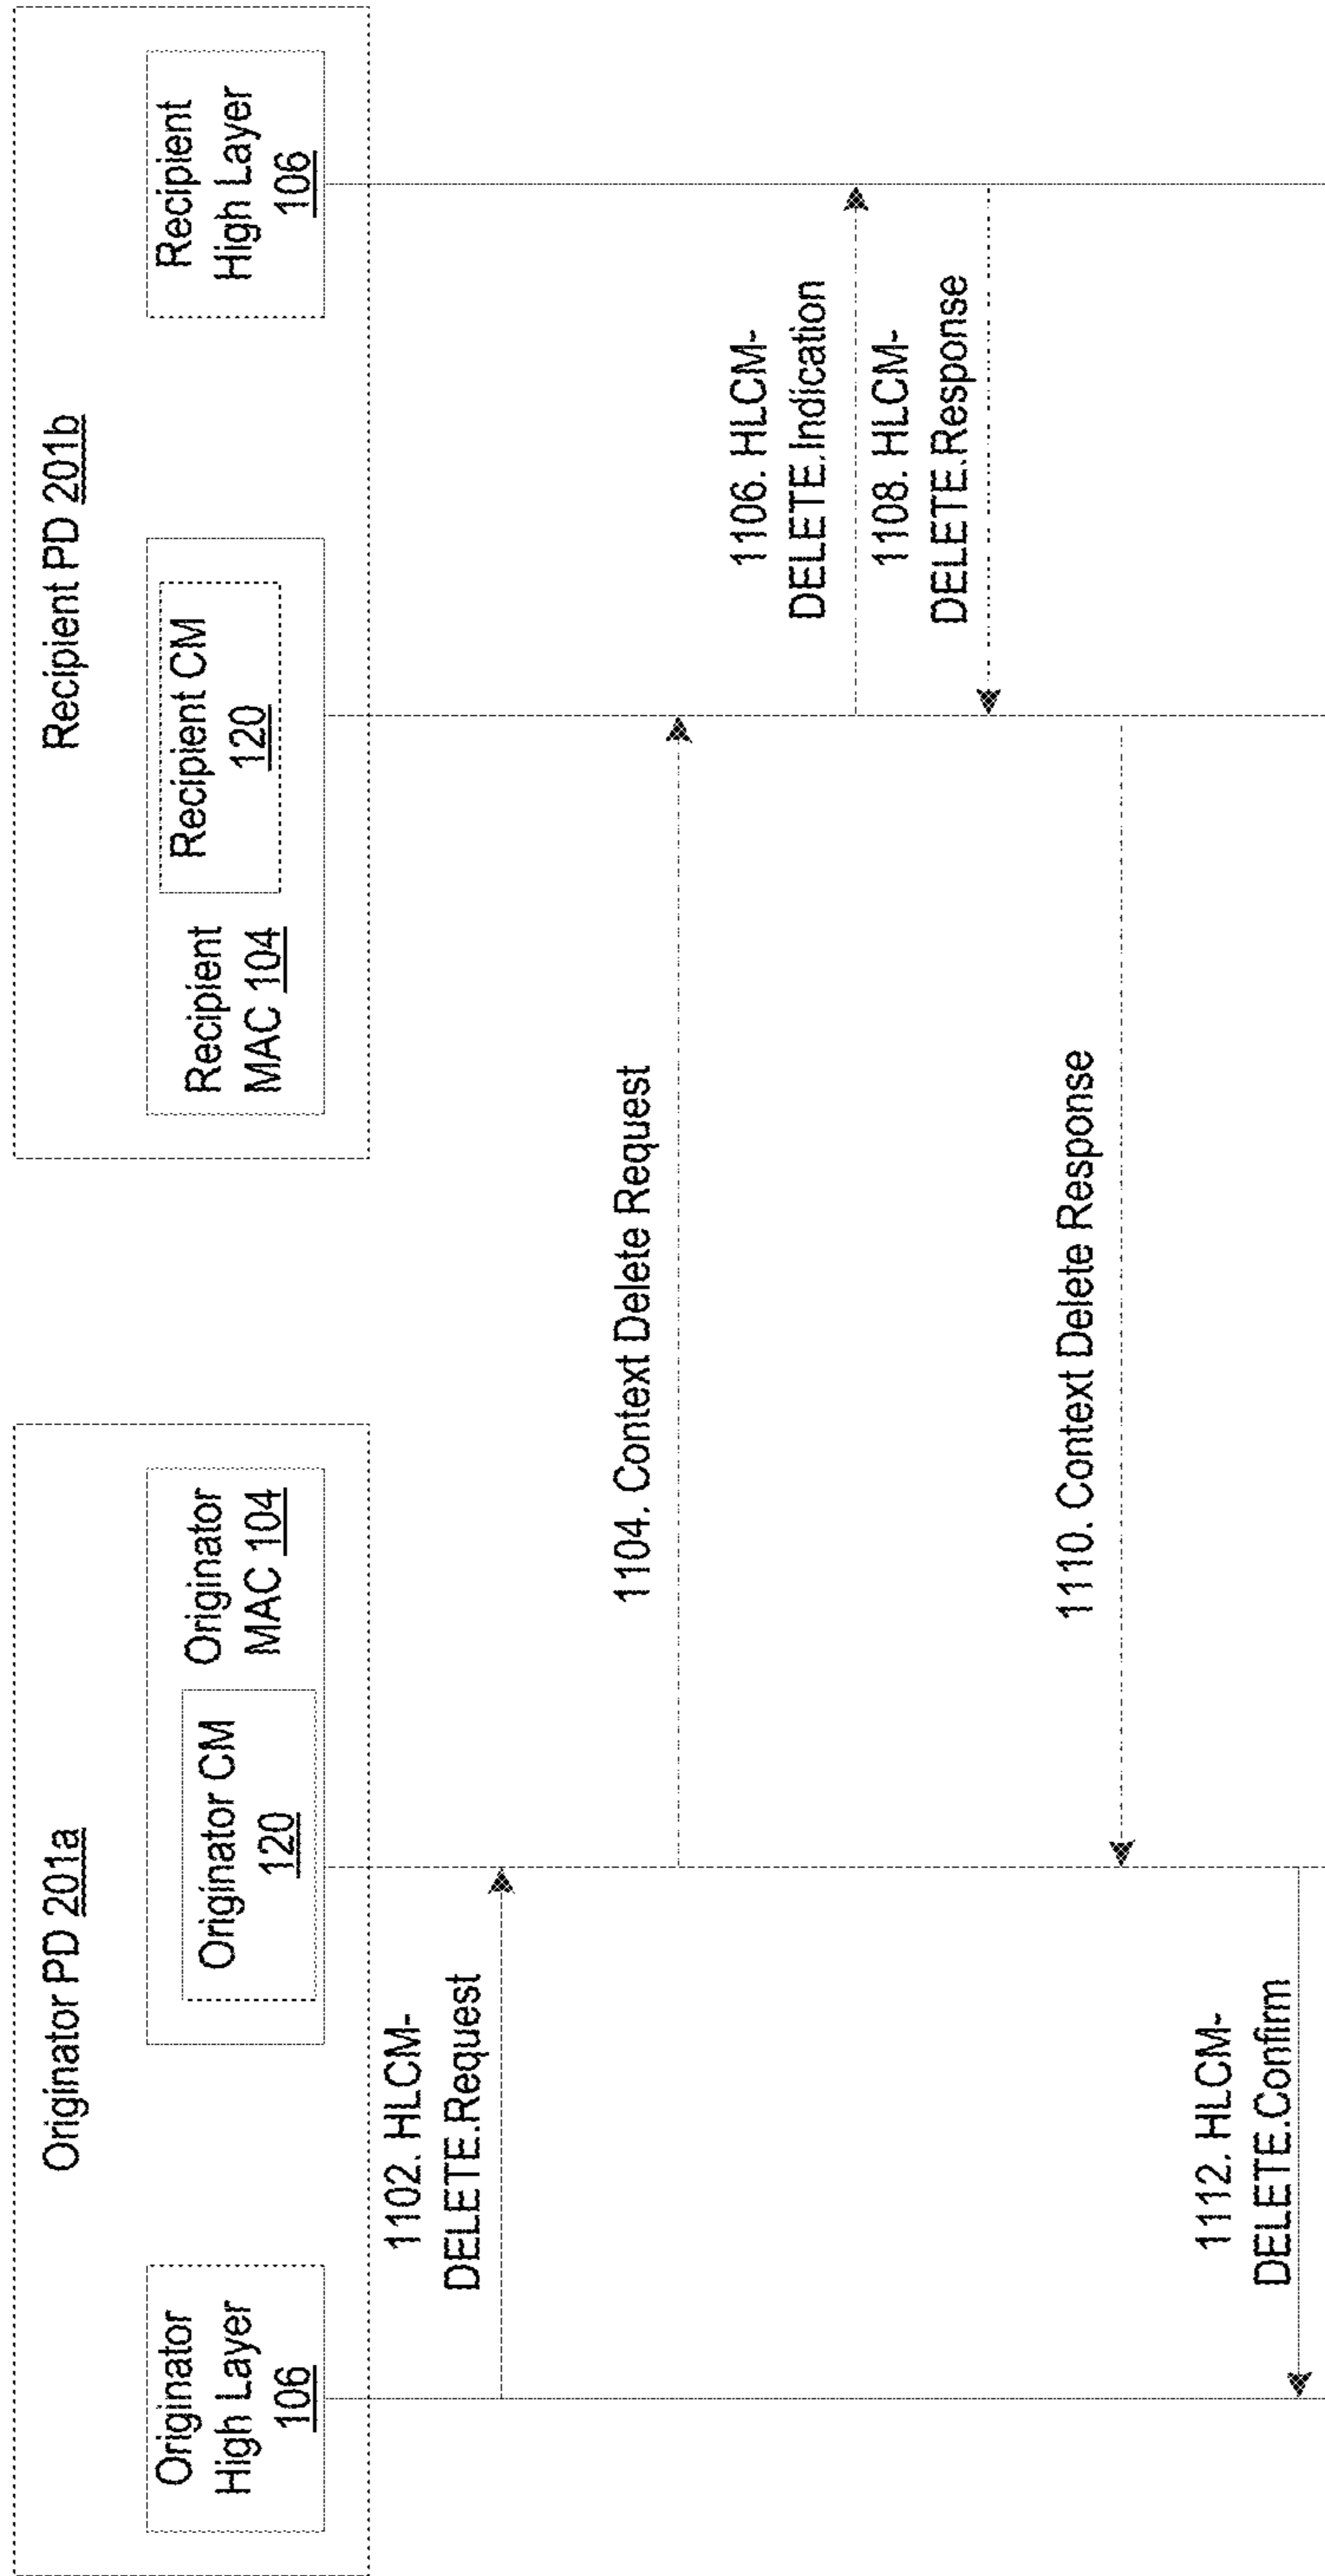 Originator PD 201a
Originator
High Layer
106
Originator CM
120
Originator
MAC 104
Recipient PD 201b
Recipient
MAC 104
Recipient CM
120
Recipient
High Layer
106
1102. HLCM-
DELETE.Request
1104. Context Delete Request
1106. HLCM-
DELETE.Indication
1108. HLCM-
DELETE.Response
1110. Context Delete Response
1112. HLCM-
DELETE.Confirm